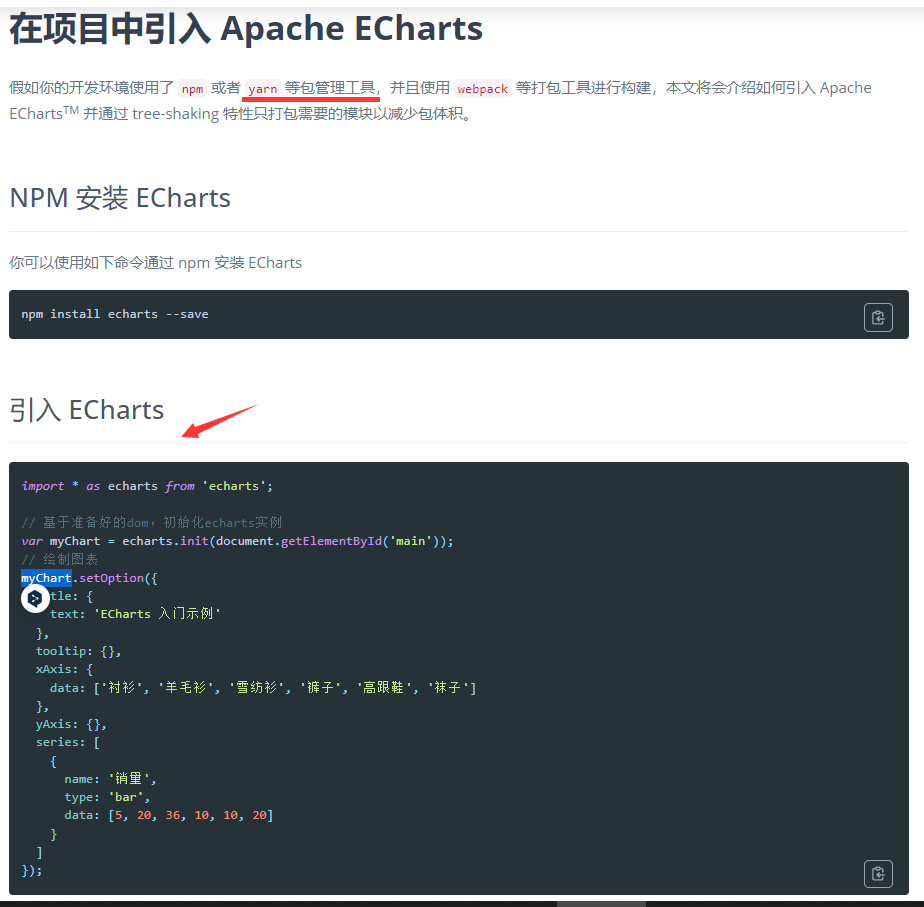 在项目中引入 Apache ECharts
假如你的开发环境使用了 npm 或者 yarn 等包管理工具，并且使用 webpack 等打包工具进行构建，本文将会介绍如何引入 Apache
ECharts™ 并通过 tree-shaking 特性只打包需要的模块以减少包体积。
NPM 安装 ECharts
你可以使用如下命令通过 npm 安装 ECharts
npm install echarts --save
引入 ECharts
import * as echarts from 'echarts';
// 基于准备好的dom，初始化echarts实例
var myChart = echarts.init(document.getElementById('main'));
// 绘制图表
myChart.setOption({
tle: {
text: 'ECharts 入门示例'
},
tooltip: {},
xAxis: {
data: ['衬衫', '羊毛衫', '雪纺衫', '裤子', '高跟鞋', '袜子']
},
yAxis: {},
series: [
{
name: '销量',
type: 'bar',
data: [5, 20, 36, 10, 10, 20]
}
]
});